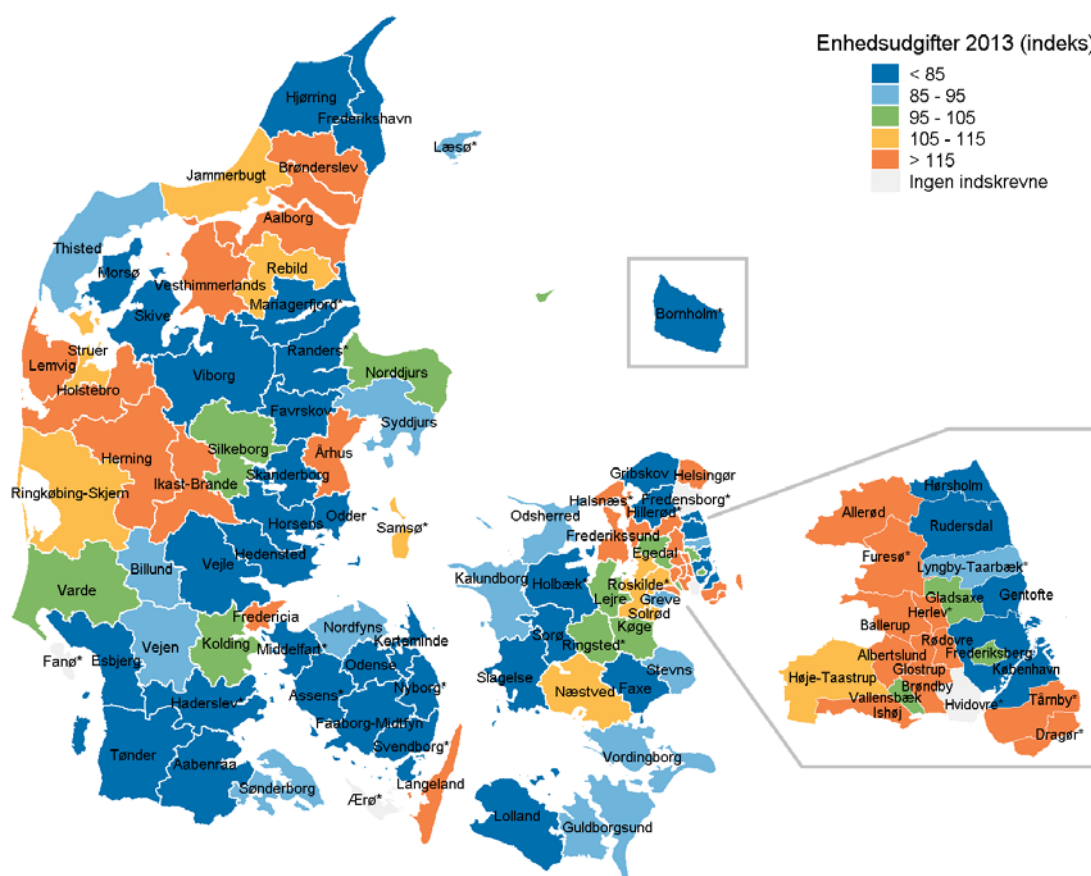 Enhedsudgifter 2013 (indeks)
< 85
85 - 95
95 - 105
105 - 115
> 115
Ingen indskrevne
Hjørring
Frederikshavn
Læsø*
Brønderslev
Jammerbugt
Aalborg
Thisted
Rebild
Morsø
Vesthimmerlands
Mariagerfjord*
Skive
Bornholm*
Struer
Randers*
Lemvig
Viborg
Norddjurs
Holstebro
Favrskov
Syddjurs
Silkeborg
Århus
Herning
Skanderborg
Ikast-Brande
Ringkøbing-Skjern
Odder
Horsens
Samsø*
Hedensted
Vejle
Billund
Varde
Fredericia
Nordfyns
Kolding
Vejen
Middelfart*
Kerteminde
Fanø*
Esbjerg
Odense
Nyborg*
Assens*
Haderslev*
Faaborg-Midtfyn
Svendborg*
Tønder
Aabenraa
Langeland
Sønderborg
Ærø*
Gribskov
Helsingør
Fredensborg*
Halsnæs*
Hillerød*
Odsherred
Frederikssund
Egedal
Kalundborg
Holbæk*
Roskilde*
Lejre
Greve
Solrød
Køge
Sorø
Ringsted*
Stevns
Slagelse
Næstved
Faxe
Vordingborg
Lolland
Guldborgsund
Hørsholm
Allerød
Rudersdal
Furesø*
Lyngby-Taarbæk*
Gladsaxe
Gentofte
Herlev*
Ballerup
Rødovre
Albertslund
Frederiksberg
Glostrup
København
Høje-Taastrup
Brøndby
Vallensbæk
Ishøj
Hvidovre*
Tårnby*
Dragør*